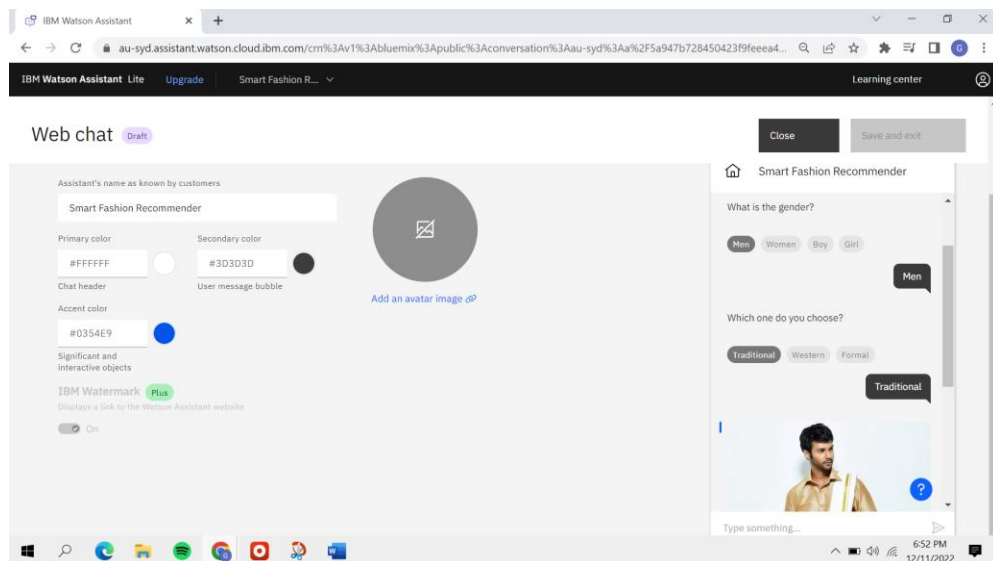 IBM Watson Assistant
au-syd.assistant.watson.cloud.ibm.com/crn%3Av1%3Abluemix%3Apublic%3Aconversation%3Aau-syd%3Aa%2F5a947b728450423f9feeea4...
G
IBM Watson Assistant Lite Upgrade Smart Fashion R... Learning center
Web chat Draft Close Save and exit
Assistant's name as known by customers
Smart Fashion Recommender
Primary color Secondary color
#FFFFFF #3D3D3D
Chat header User message bubble
Add an avatar image
Accent color
#0354E9
Significant and
interactive objects
IBM Watermark Plus
Displays a link to the Watson Assistant website
On
Smart Fashion Recommender
What is the gender?
Men Women Boy Girl
Men
Which one do you choose?
Traditional Western Formal
Traditional
?
Type something...
6:52 PM
12/11/2022